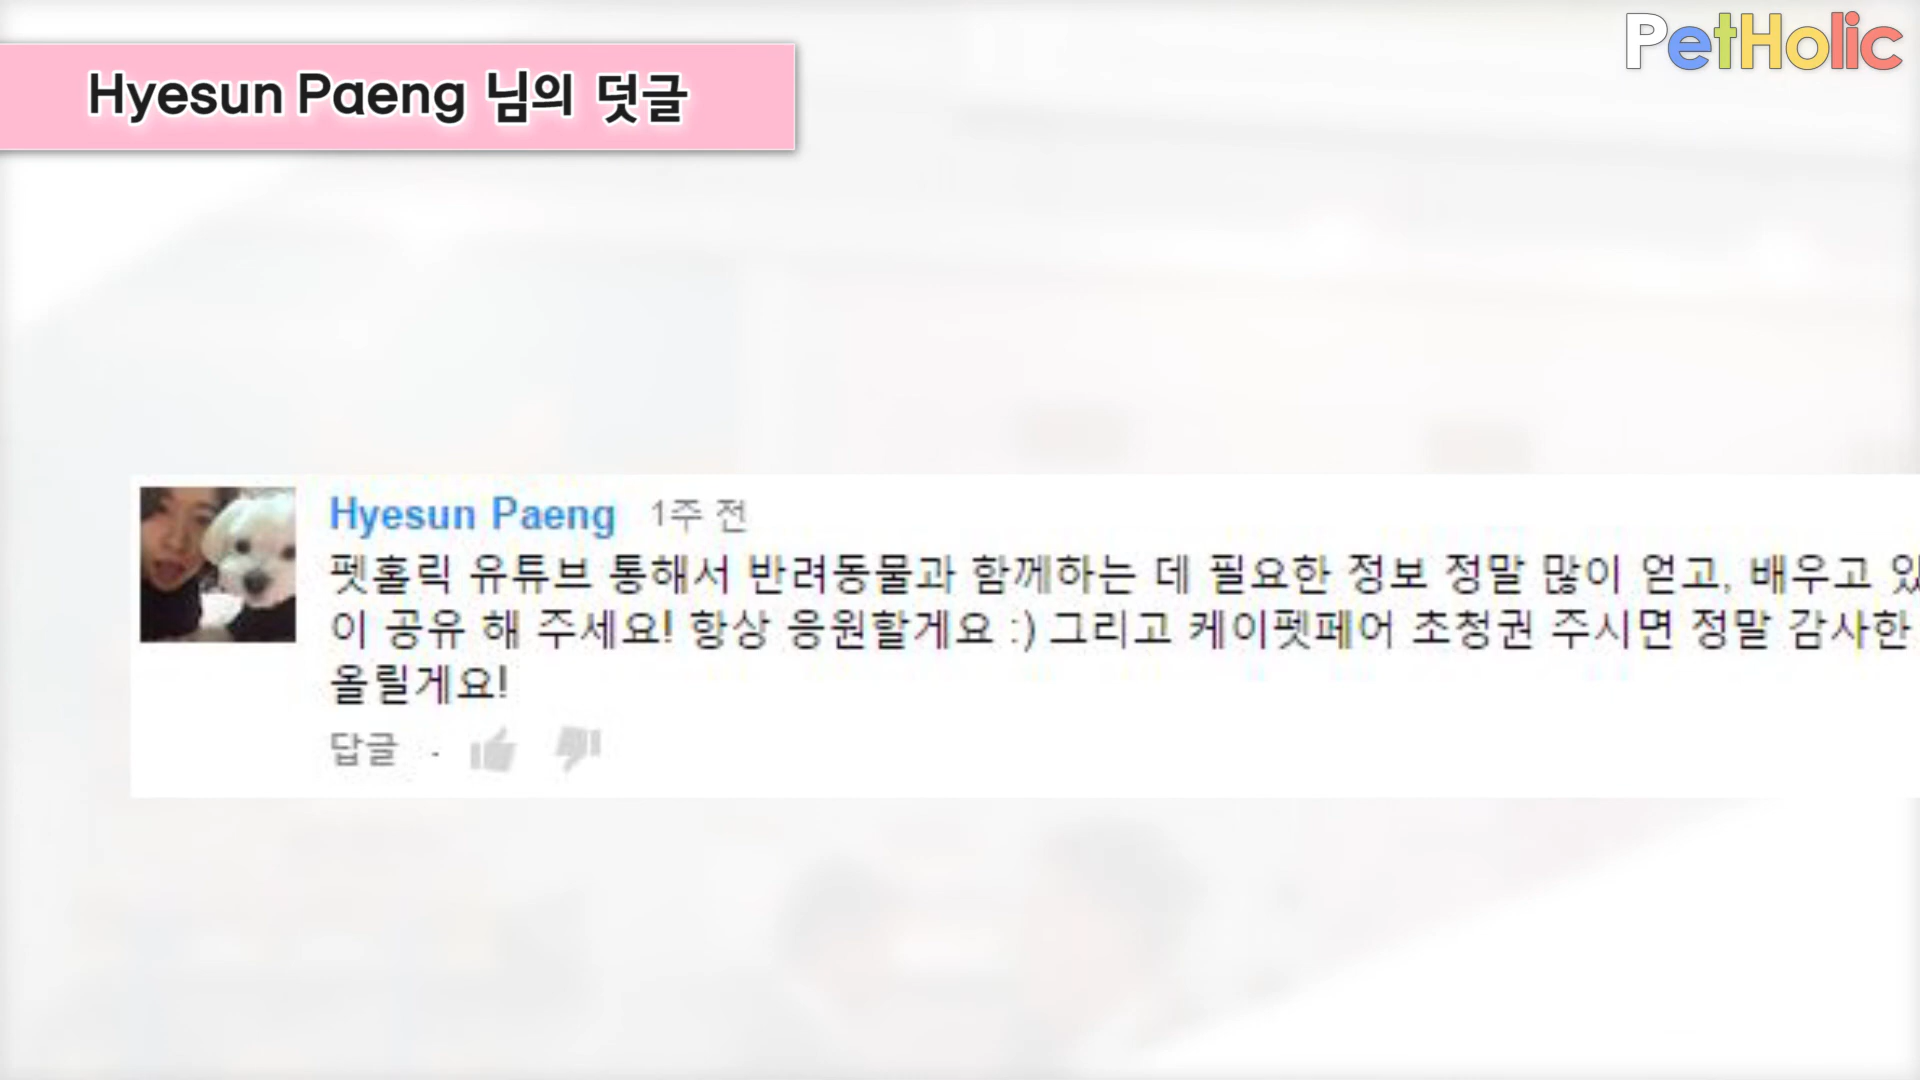 PetHolic
Hyesun Paeng 님의 덧글
Hyesun Paeng 1주 전
펫홀릭 유튜브 통해서 반려동물과 함께하는 데 필요한 정보 정말 많이 얻고, 배우고
이 공유 해 주세요! 항상 응원할게요 :) 그리고 케이펫페어 초청권 주시면 정말 감사한
올릴게요!
답글 ·